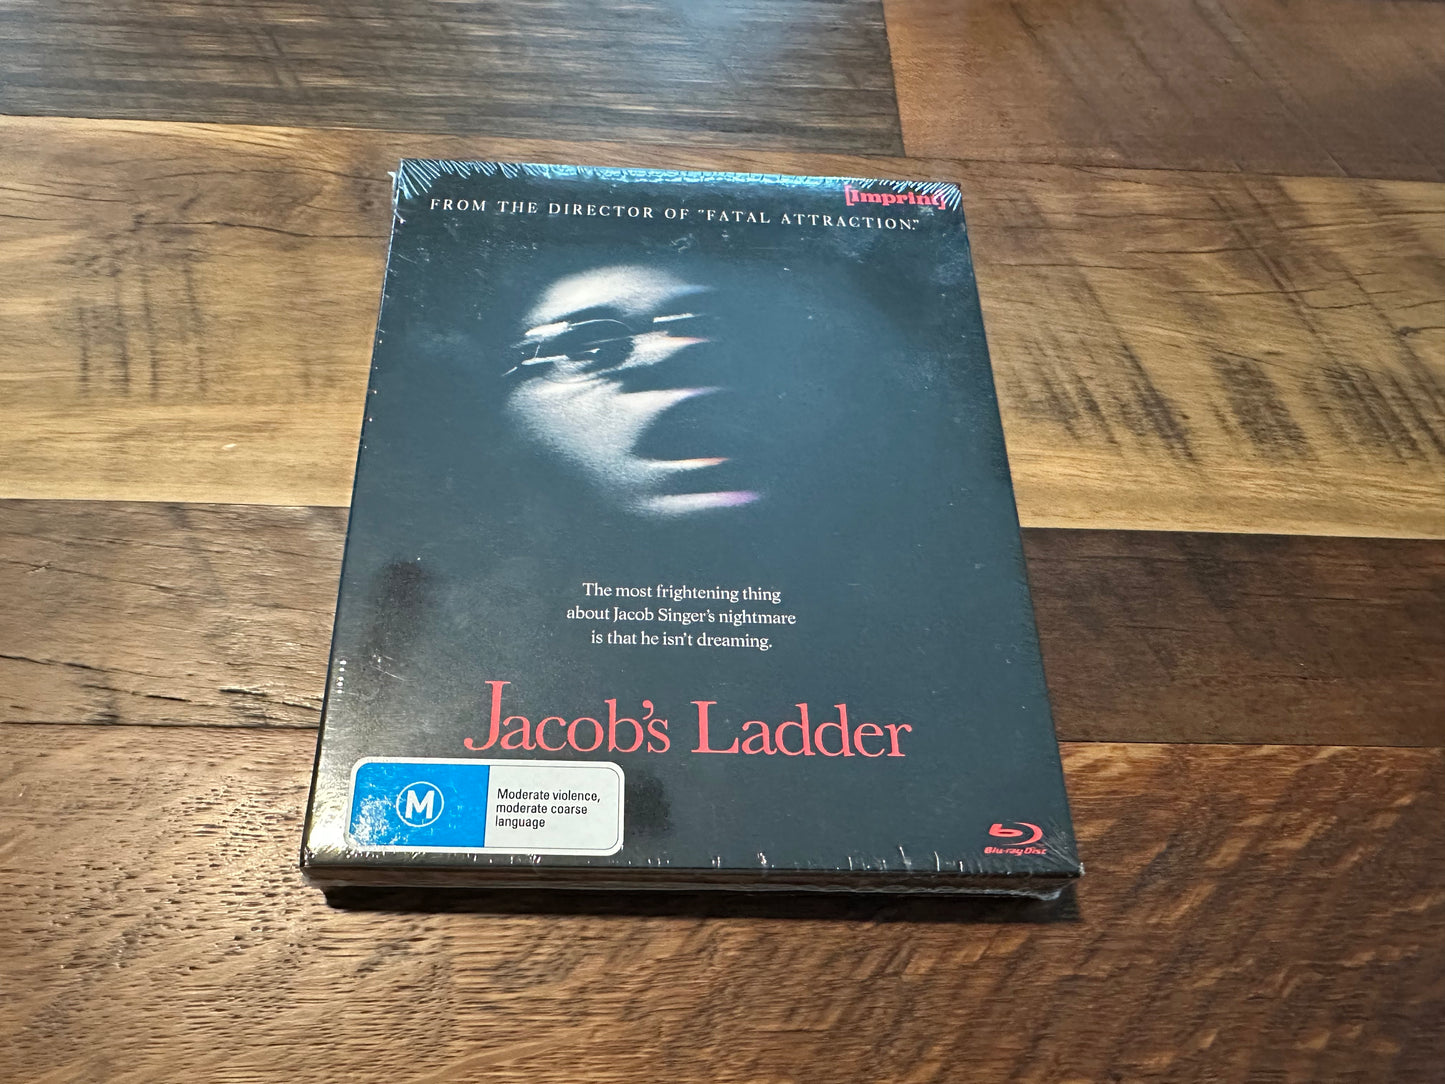 [Imprint]
FROM THE DIRECTOR OF "FATAL ATTRACTION."
The most frightening thing
about Jacob Singer's nightmare
is that he isn't dreaming.
Jacob's Ladder
M
Moderate violence,
moderate coarse
language
Blu-ray Disc